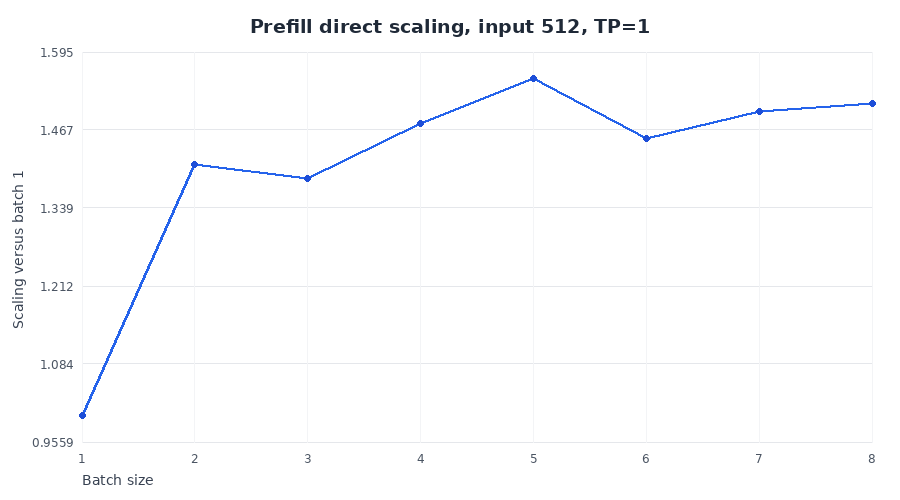 Prefill direct scaling, input 512, TP=1
1.595
1.467
1.339
1.212
1.084
0.9559
Scaling versus batch 1
1 2 3 4 5 6 7 8
Batch size